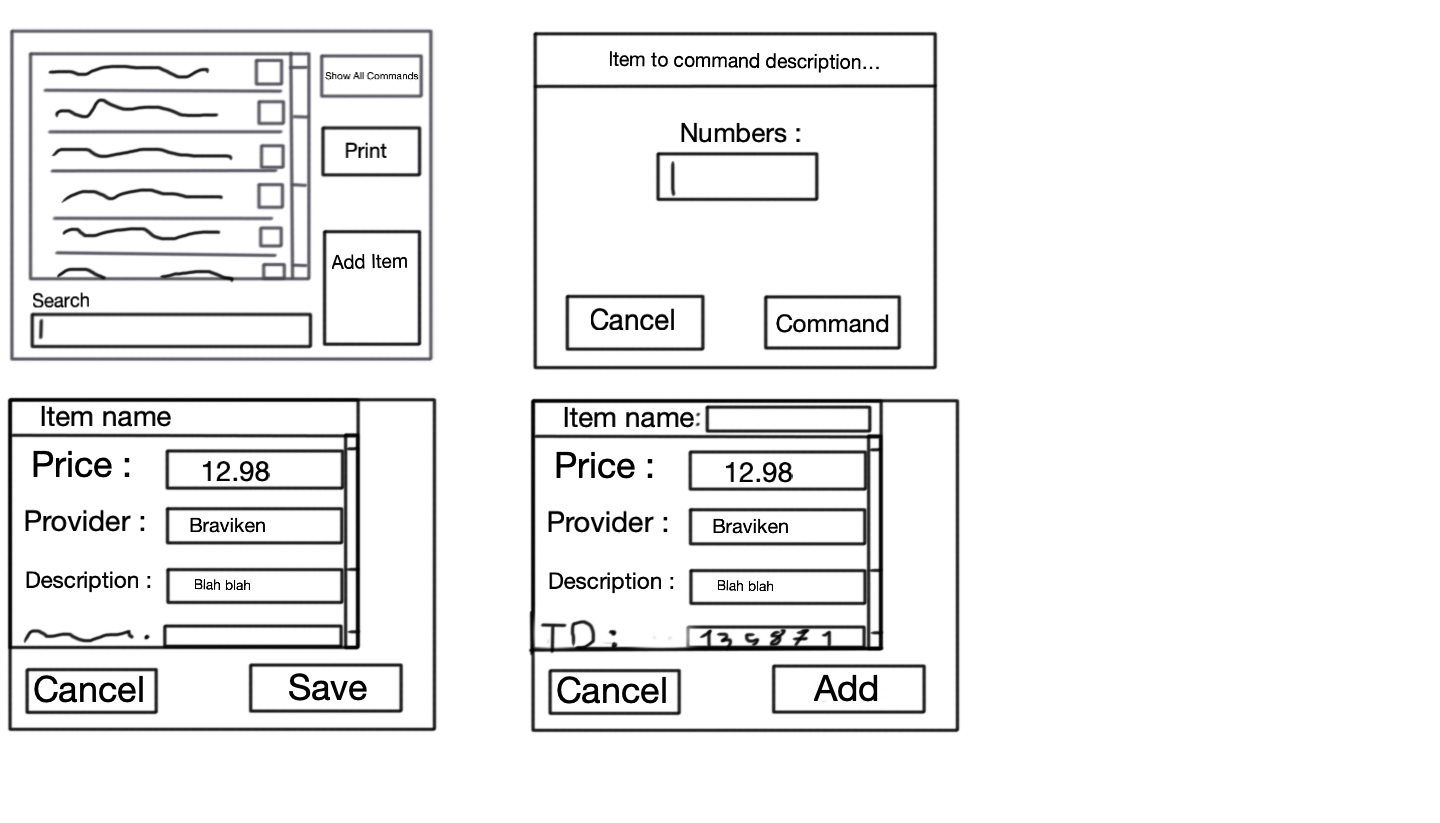 Show All Commands
Print
Add Item
Search
Item to command description...
Numbers :
Cancel
Command
Item name
Price :
12.98
Provider :
Braviken
Description :
Blah blah
Cancel
Save
Item name:
Price :
12.98
Provider :
Braviken
Description :
Blah blah
ID :
Cancel
Add